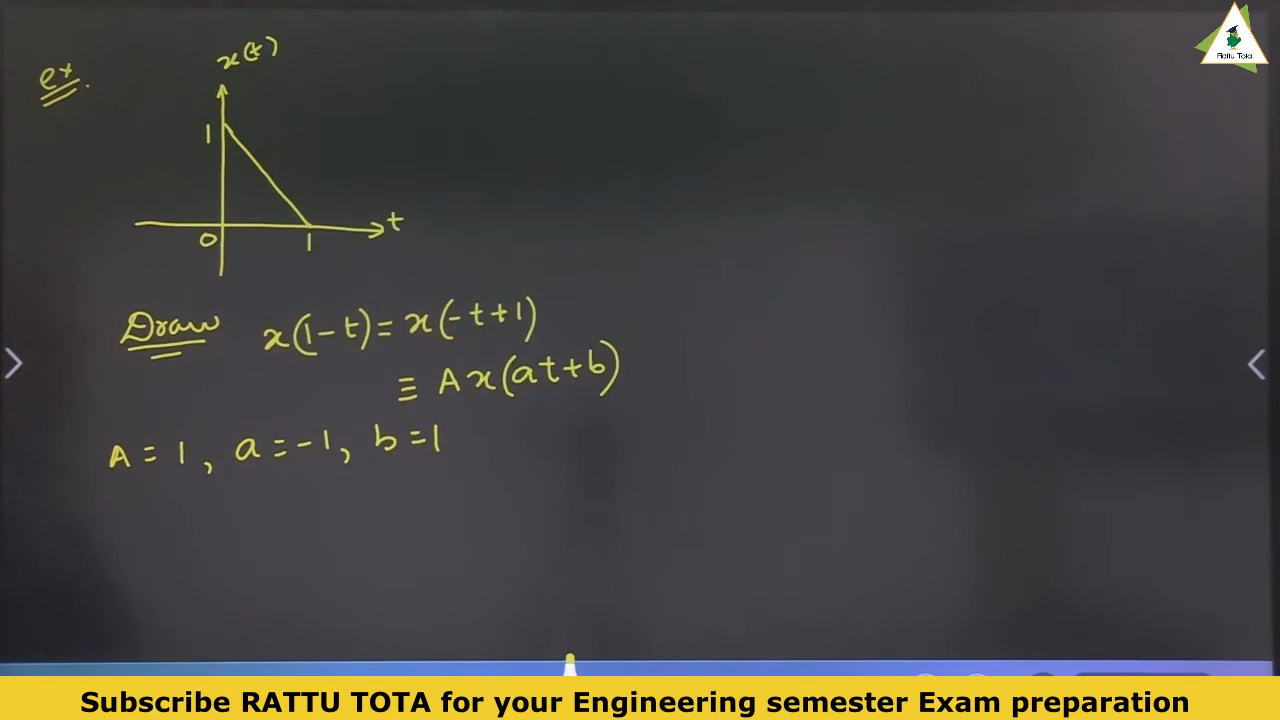 ex.
x(t)
1
t
0
1
Draw x(1-t) = x(-t+1)
≡ Ax(at+b)
A = 1, a = -1, b = 1
Rattu Tota
Subscribe RATTU TOTA for your Engineering semester Exam preparation